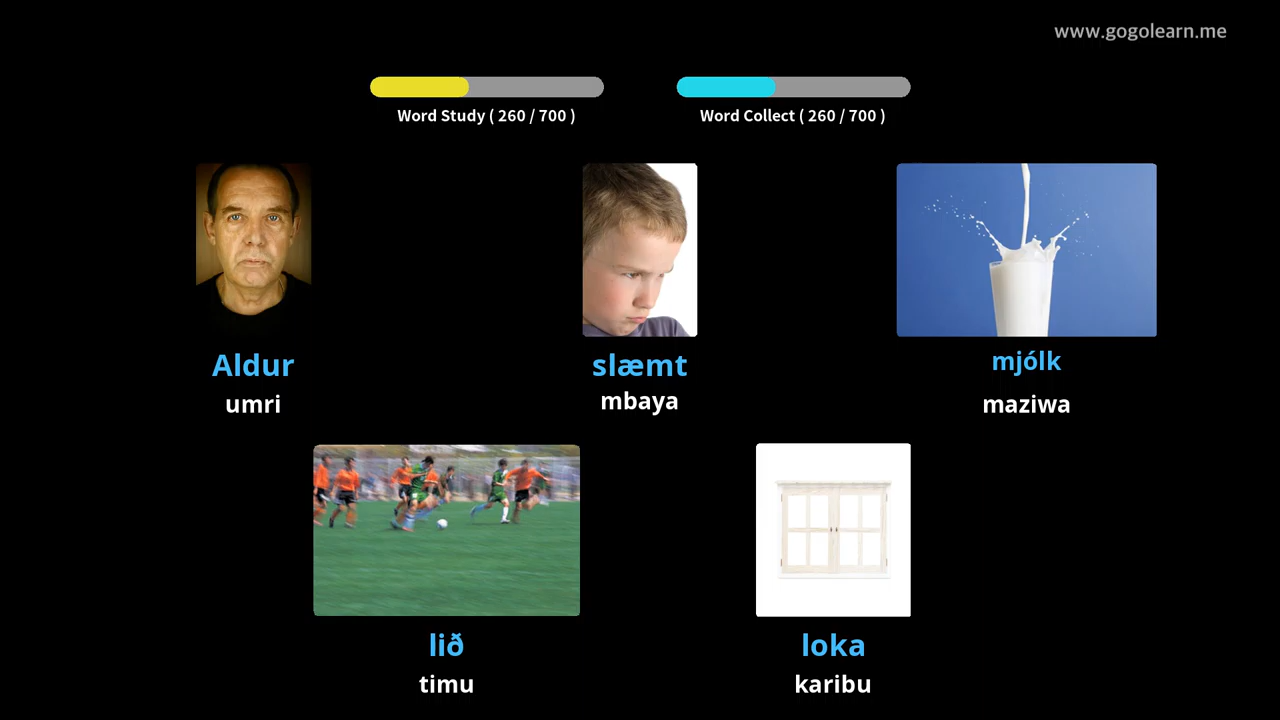 www.gogolearn.me
Word Study ( 260 / 700 )
Word Collect ( 260 / 700 )
Aldur
umri
slæmt
mbaya
mjólk
maziwa
lið
timu
loka
karibu